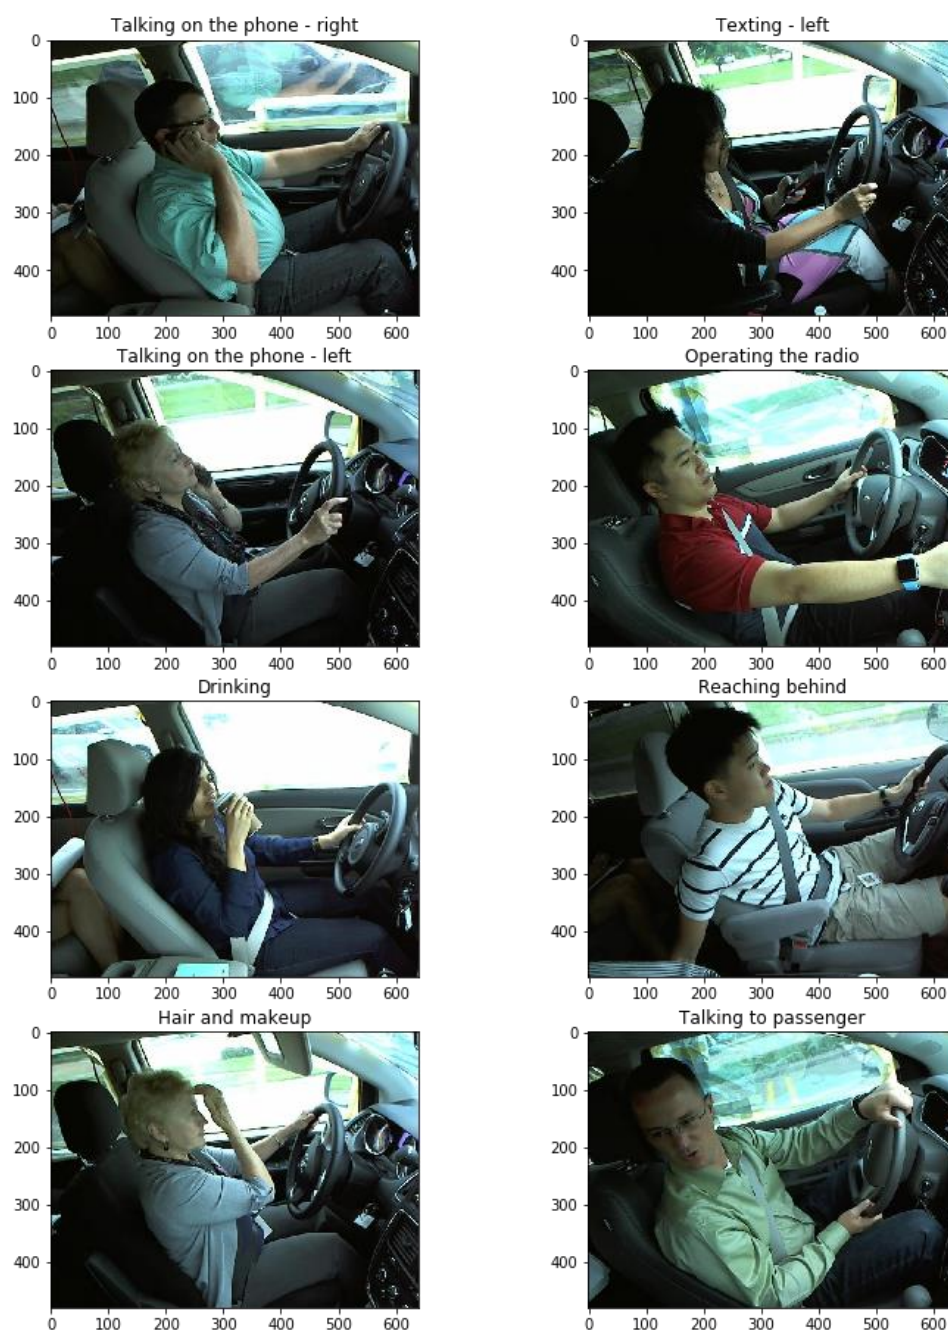 Talking on the phone - right
0
100
200
300
400
0 100 200 300 400 500 600
Texting - left
0
100
200
300
400
0 100 200 300 400 500 600
Talking on the phone - left
0
100
200
300
400
0 100 200 300 400 500 600
Operating the radio
0
100
200
300
400
0 100 200 300 400 500 600
Drinking
0
100
200
300
400
0 100 200 300 400 500 600
Reaching behind
0
100
200
300
400
0 100 200 300 400 500 600
Hair and makeup
0
100
200
300
400
0 100 200 300 400 500 600
Talking to passenger
0
100
200
300
400
0 100 200 300 400 500 600